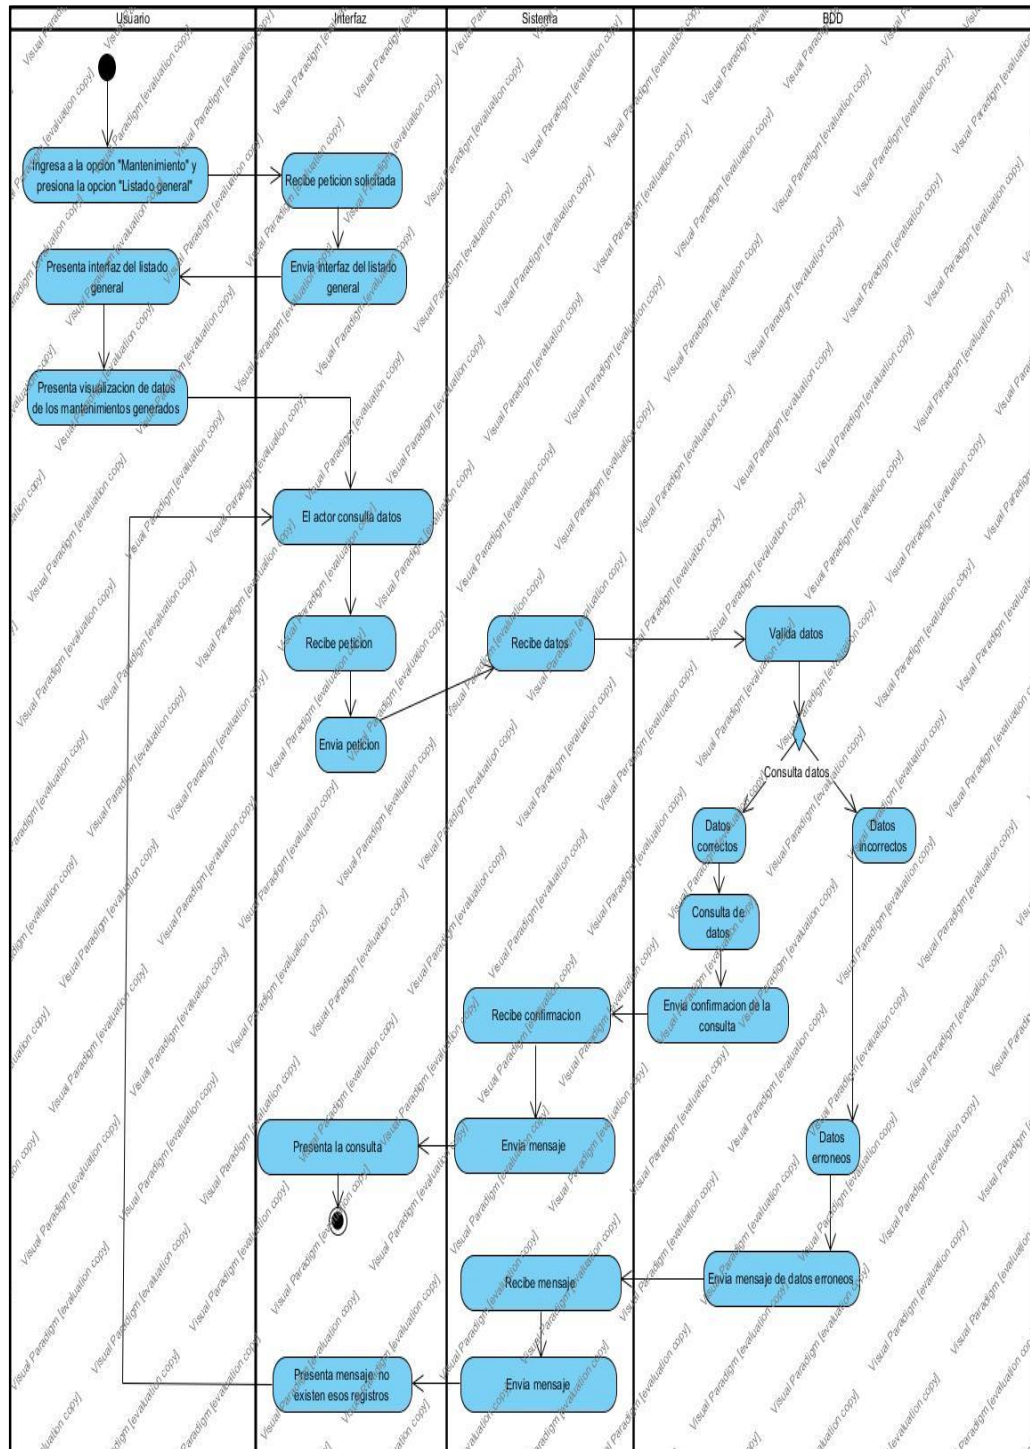 Usuario
Interfaz
Sistema
BDD
Ingresa a la opcion "Mantenimiento" y
presiona la opcion "Listado general"
Recibe peticion solicitada
Presenta interfaz del listado
general
Envia interfaz del listado
general
Presenta visualizacion de datos
de los mantenimientos generados
El actor consulta datos
Recibe peticion
Recibe datos
Valida datos
Envia peticion
Consulta datos
Datos
correctos
Datos
incorrectos
Consulta de
datos
Recibe confirmacion
Envia confirmacion de la
consulta
Presenta la consulta
Envia mensaje
Datos
erroneos
Recibe mensaje
Envia mensaje de datos erroneos
Presenta mensaje: no
existen esos registros
Envia mensaje
Visual Paradigm [evaluation copy]